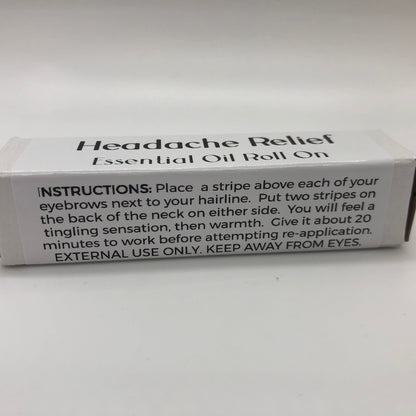 Headache Relief
Essential Oil Roll On
INSTRUCTIONS: Place a stripe above each of your
eyebrows next to your hairline. Put two stripes on
the back of the neck on either side. You will feel a
tingling sensation, then warmth. Give it about 20
minutes to work before attempting re-application.
EXTERNAL USE ONLY. KEEP AWAY FROM EYES.